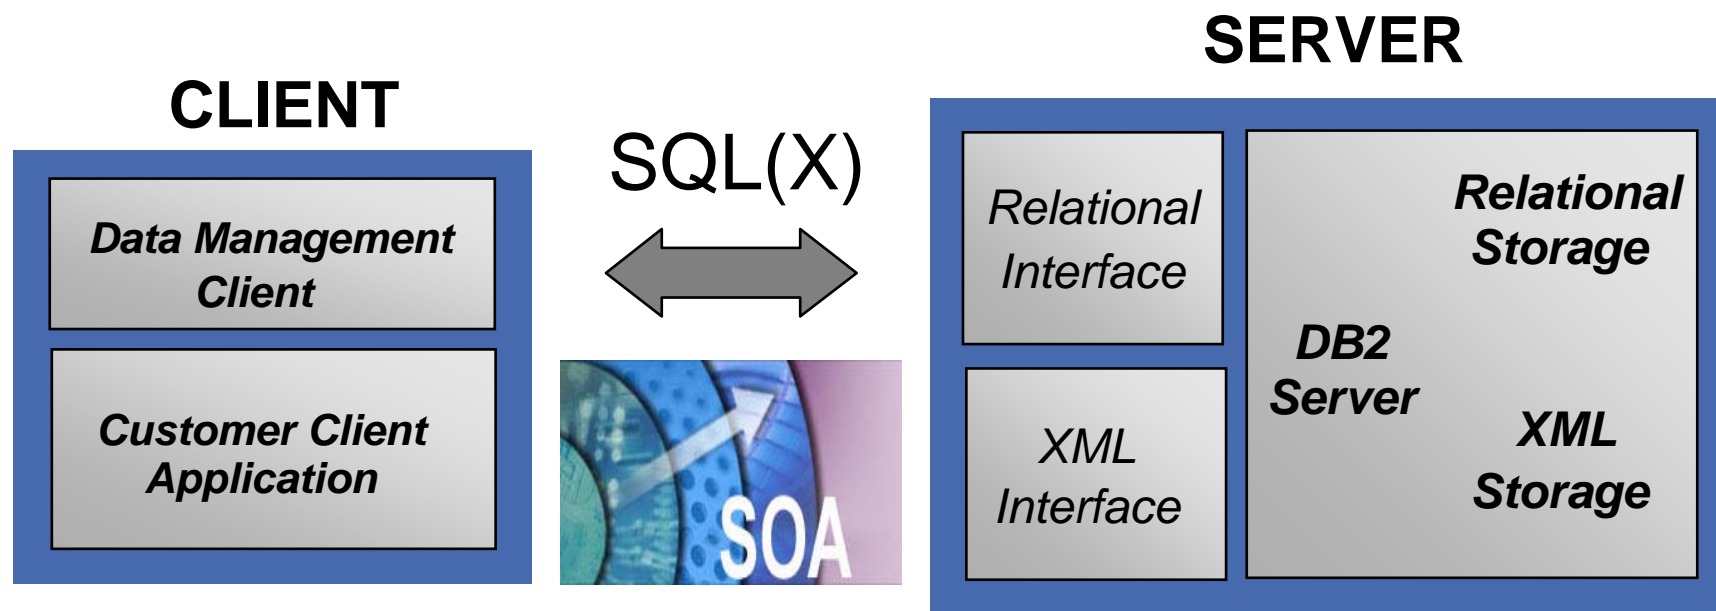 CLIENT
Data Management
Client
Customer Client
Application
SQL(X)
SOA
SERVER
Relational
Interface
XML
Interface
DB2
Server
Relational
Storage
XML
Storage